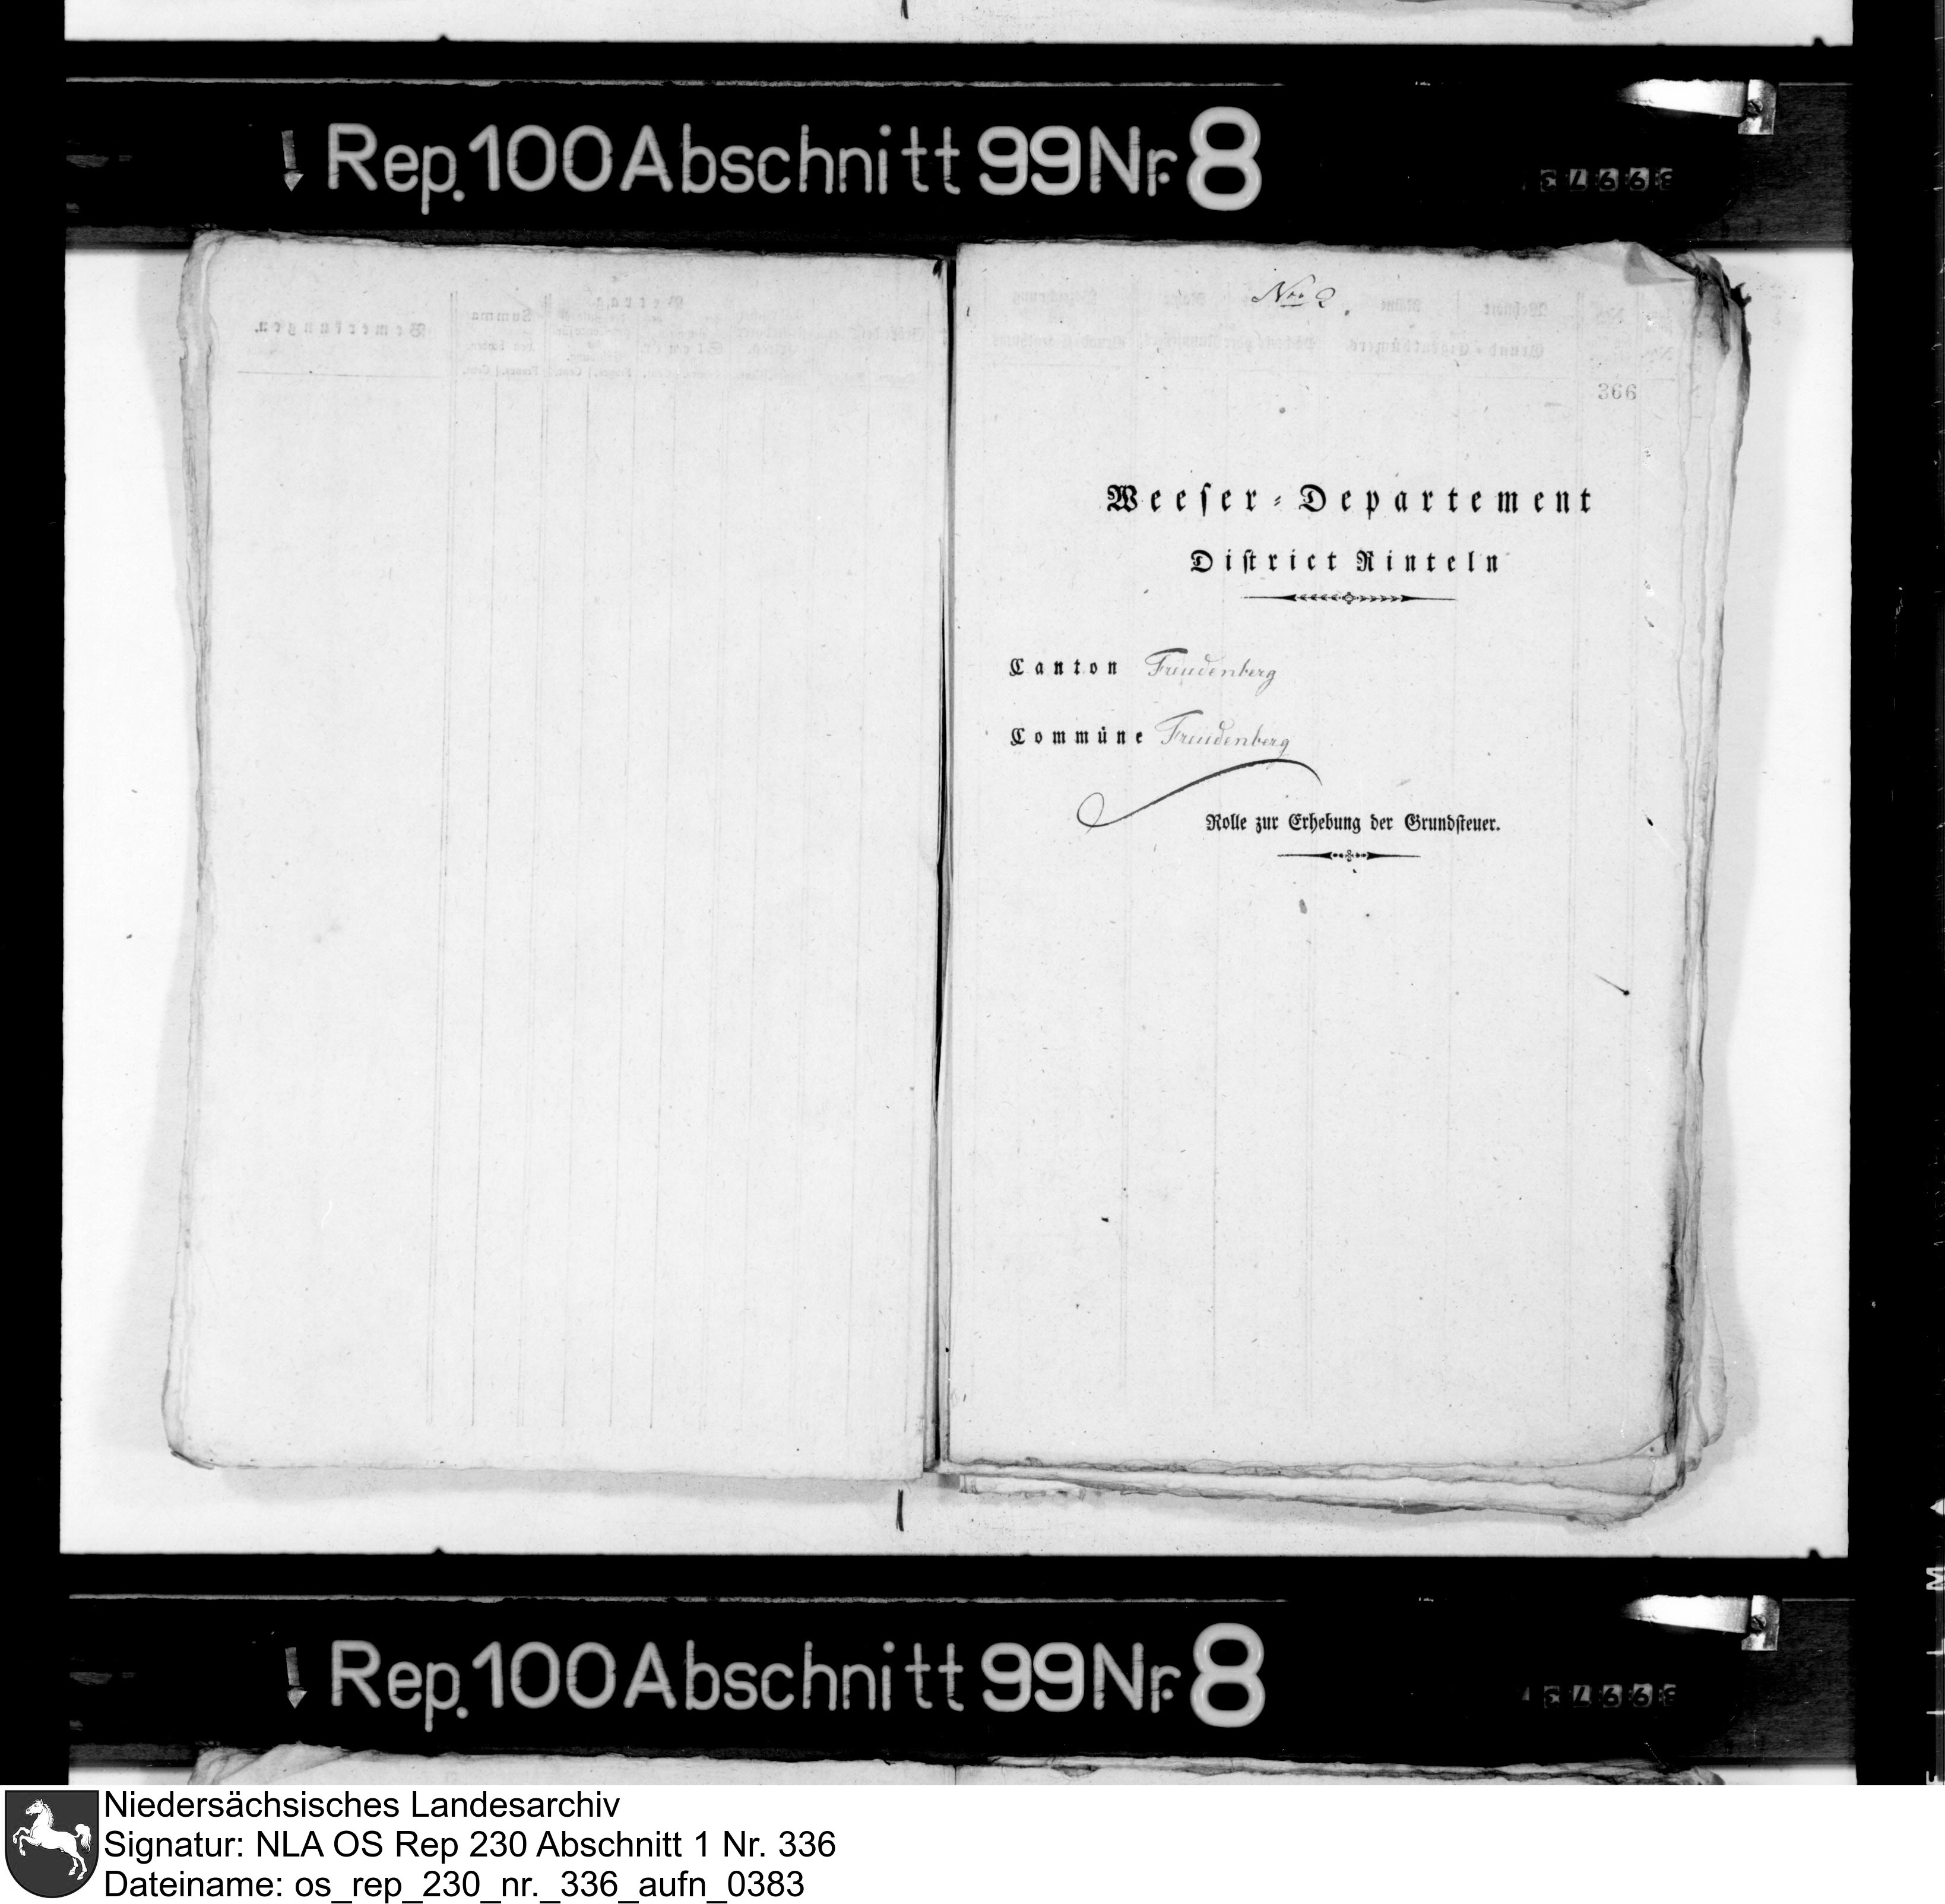 Rep. 100 Abschnitt 99 Nr. 8
Nro 2.
366
Weeser-Departement
District Rinteln
Canton Freudenberg
Commüne Freudenberg
Rolle zur Erhebung der Grundsteuer.
Rep. 100 Abschnitt 99 Nr. 8
Niedersächsisches Landesarchiv
Signatur: NLA OS Rep 230 Abschnitt 1 Nr. 336
Dateiname: os_rep_230_nr._336_aufn_0383